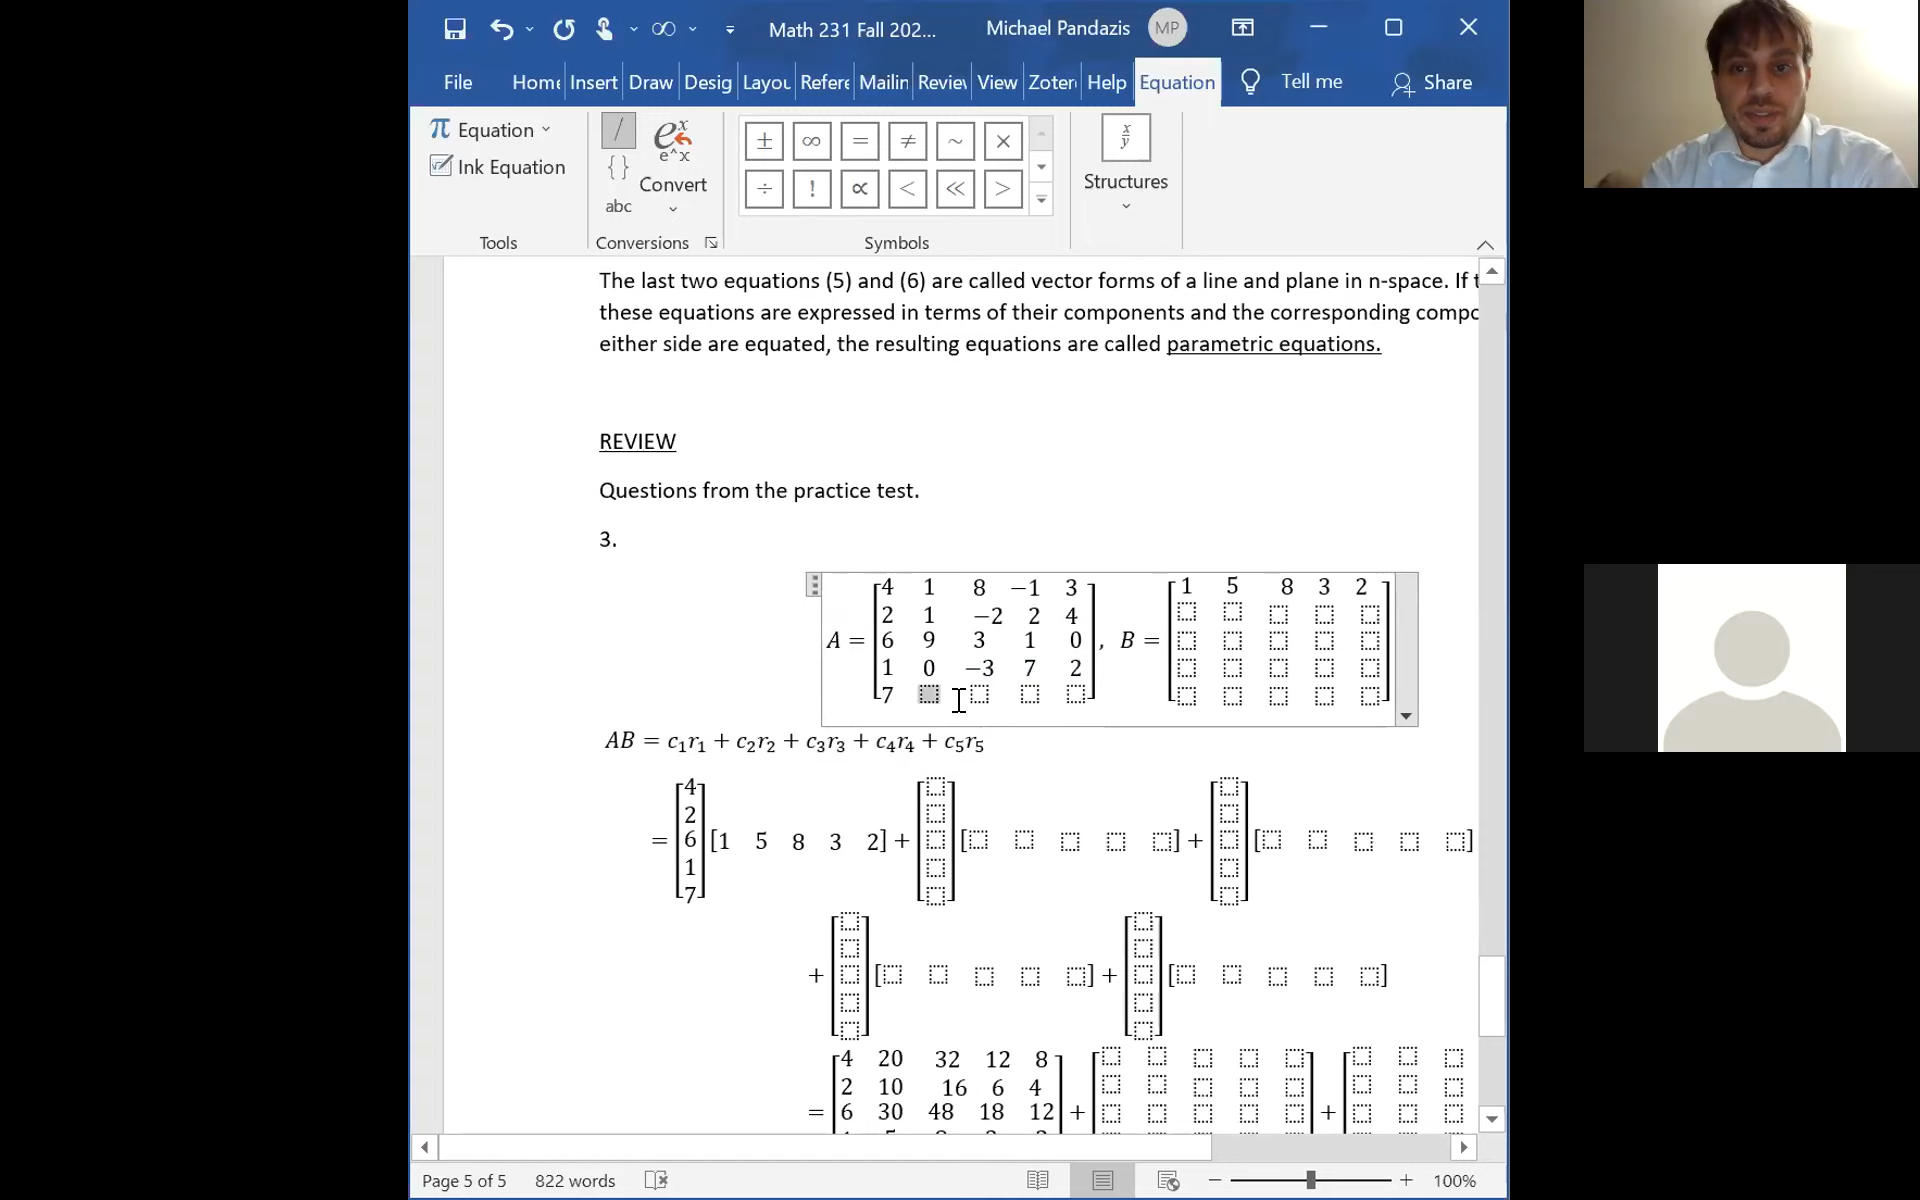 Math 231 Fall 202... Michael Pandazis MP
File Home Insert Draw Desig Layou Refere Mailin Review View Zoter Help Equation Tell me Share
π Equation
Ink Equation
e^x
abc
Convert
± ∞ = ≠ ~ ×
÷ ! ∝ < ≪ >
x/y
Structures
Tools Conversions Symbols
The last two equations (5) and (6) are called vector forms of a line and plane in n-space. If t
these equations are expressed in terms of their components and the corresponding compo
either side are equated, the resulting equations are called parametric equations.
REVIEW
Questions from the practice test.
3.
4 1 8 −1 3 1 5 8 3 2
2 1 −2 2 4
A = 6 9 3 1 0 , B =
1 0 −3 7 2
7
AB = c₁r₁ + c₂r₂ + c₃r₃ + c₄r₄ + c₅r₅
4
2
= 6 [1 5 8 3 2] + [ ] + [ ]
1
7
+ [ ] + [ ]
4 20 32 12 8
2 10 16 6 4
= 6 30 48 18 12 + +
Page 5 of 5 822 words 100%